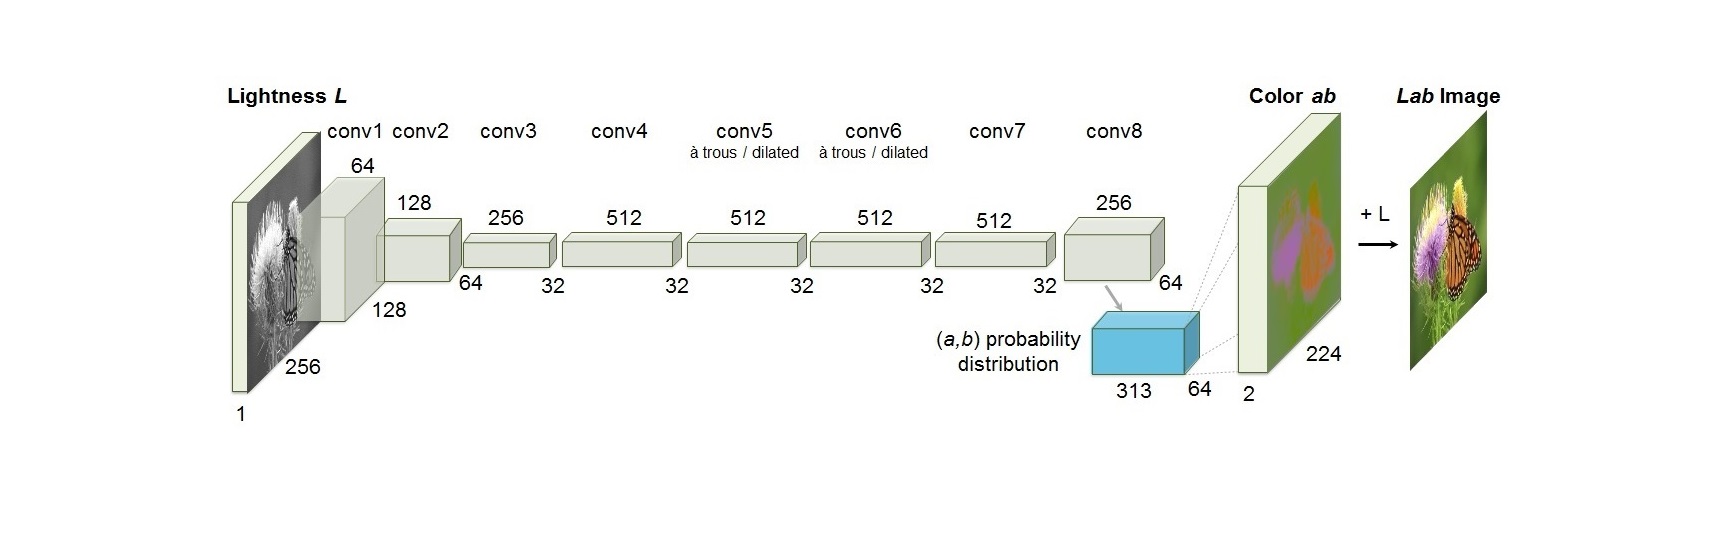 Lightness L
Color ab
Lab Image
conv1
conv2
conv3
conv4
conv5
à trous / dilated
conv6
à trous / dilated
conv7
conv8
64
128
256
512
512
512
512
256
+ L
128
64
32
32
32
32
32
64
256
1
(a,b) probability
distribution
313
64
2
224